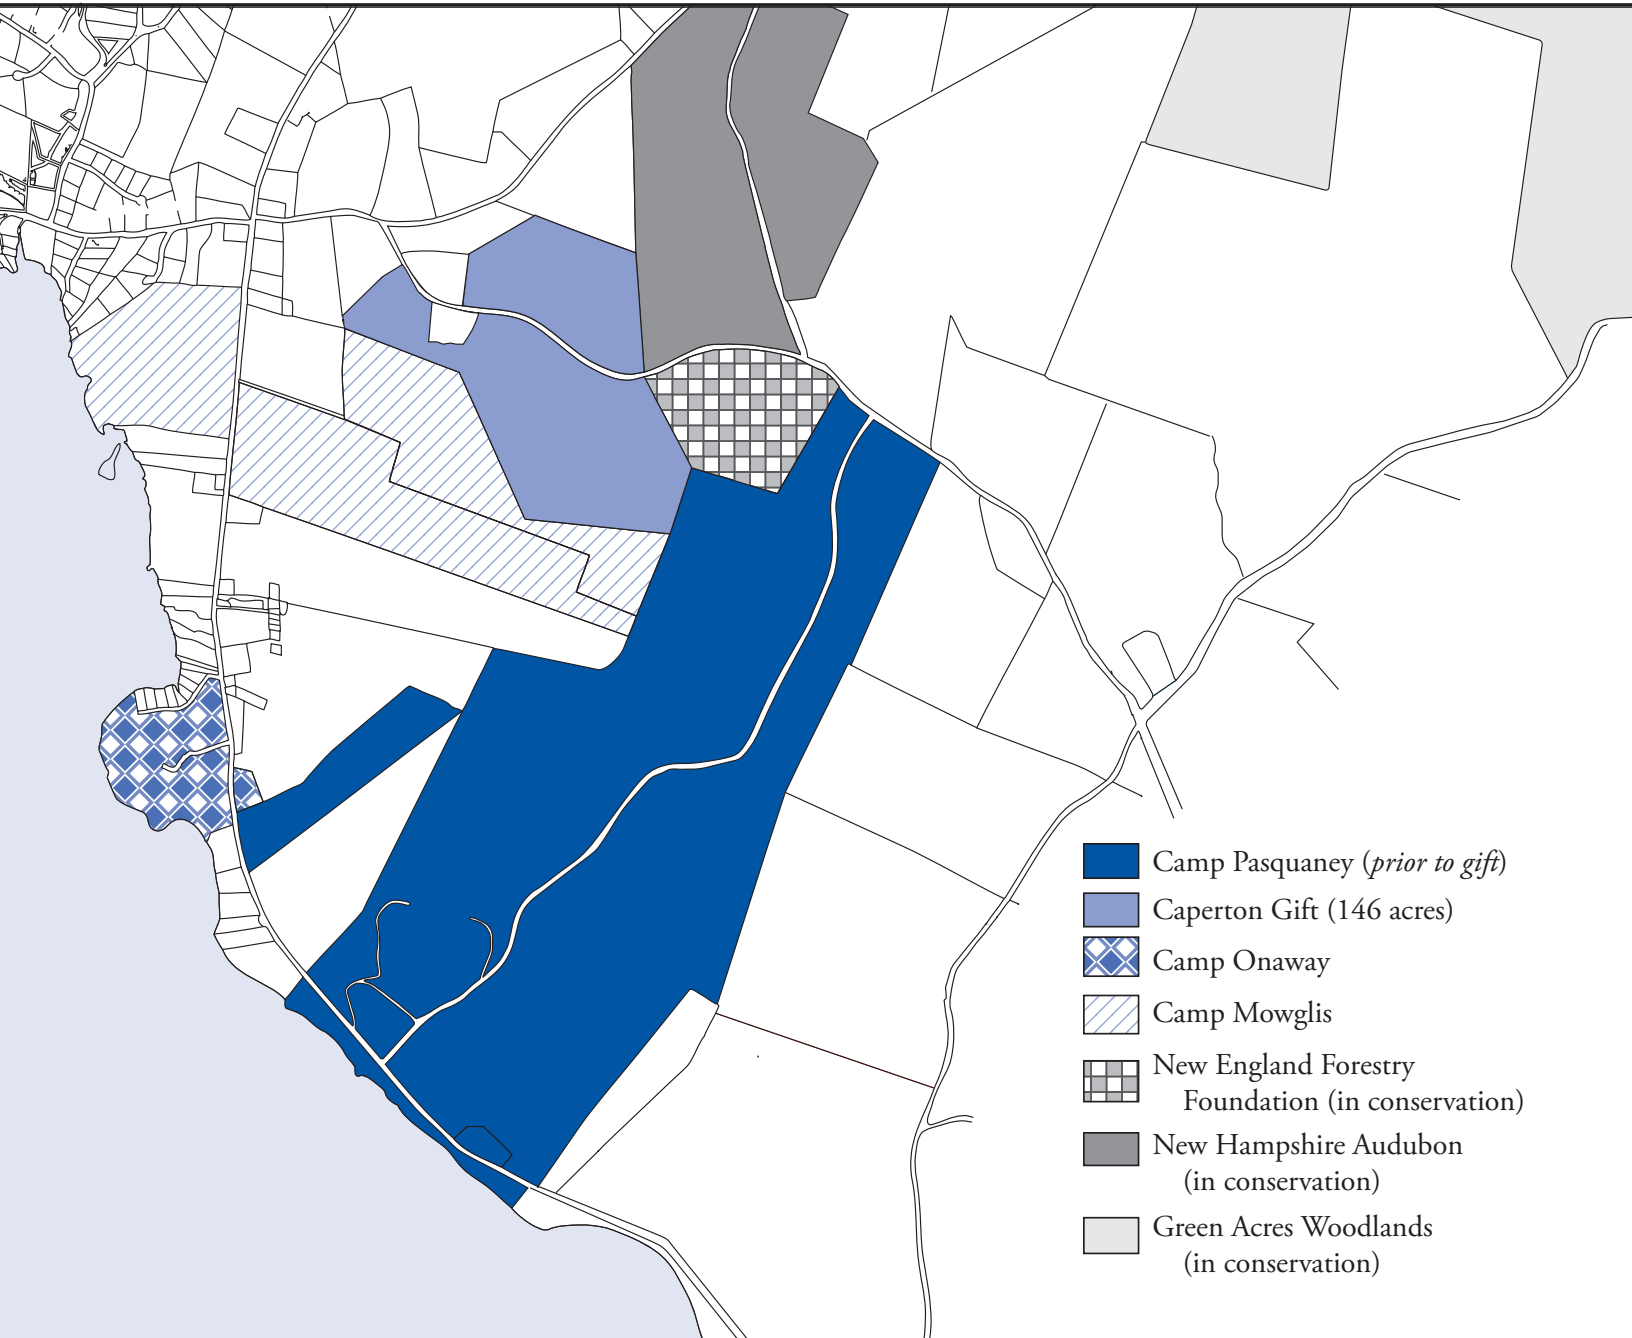 Camp Pasquaney (prior to gift)
Caperton Gift (146 acres)
Camp Onaway
Camp Mowglis
New England Forestry
Foundation (in conservation)
New Hampshire Audubon
(in conservation)
Green Acres Woodlands
(in conservation)